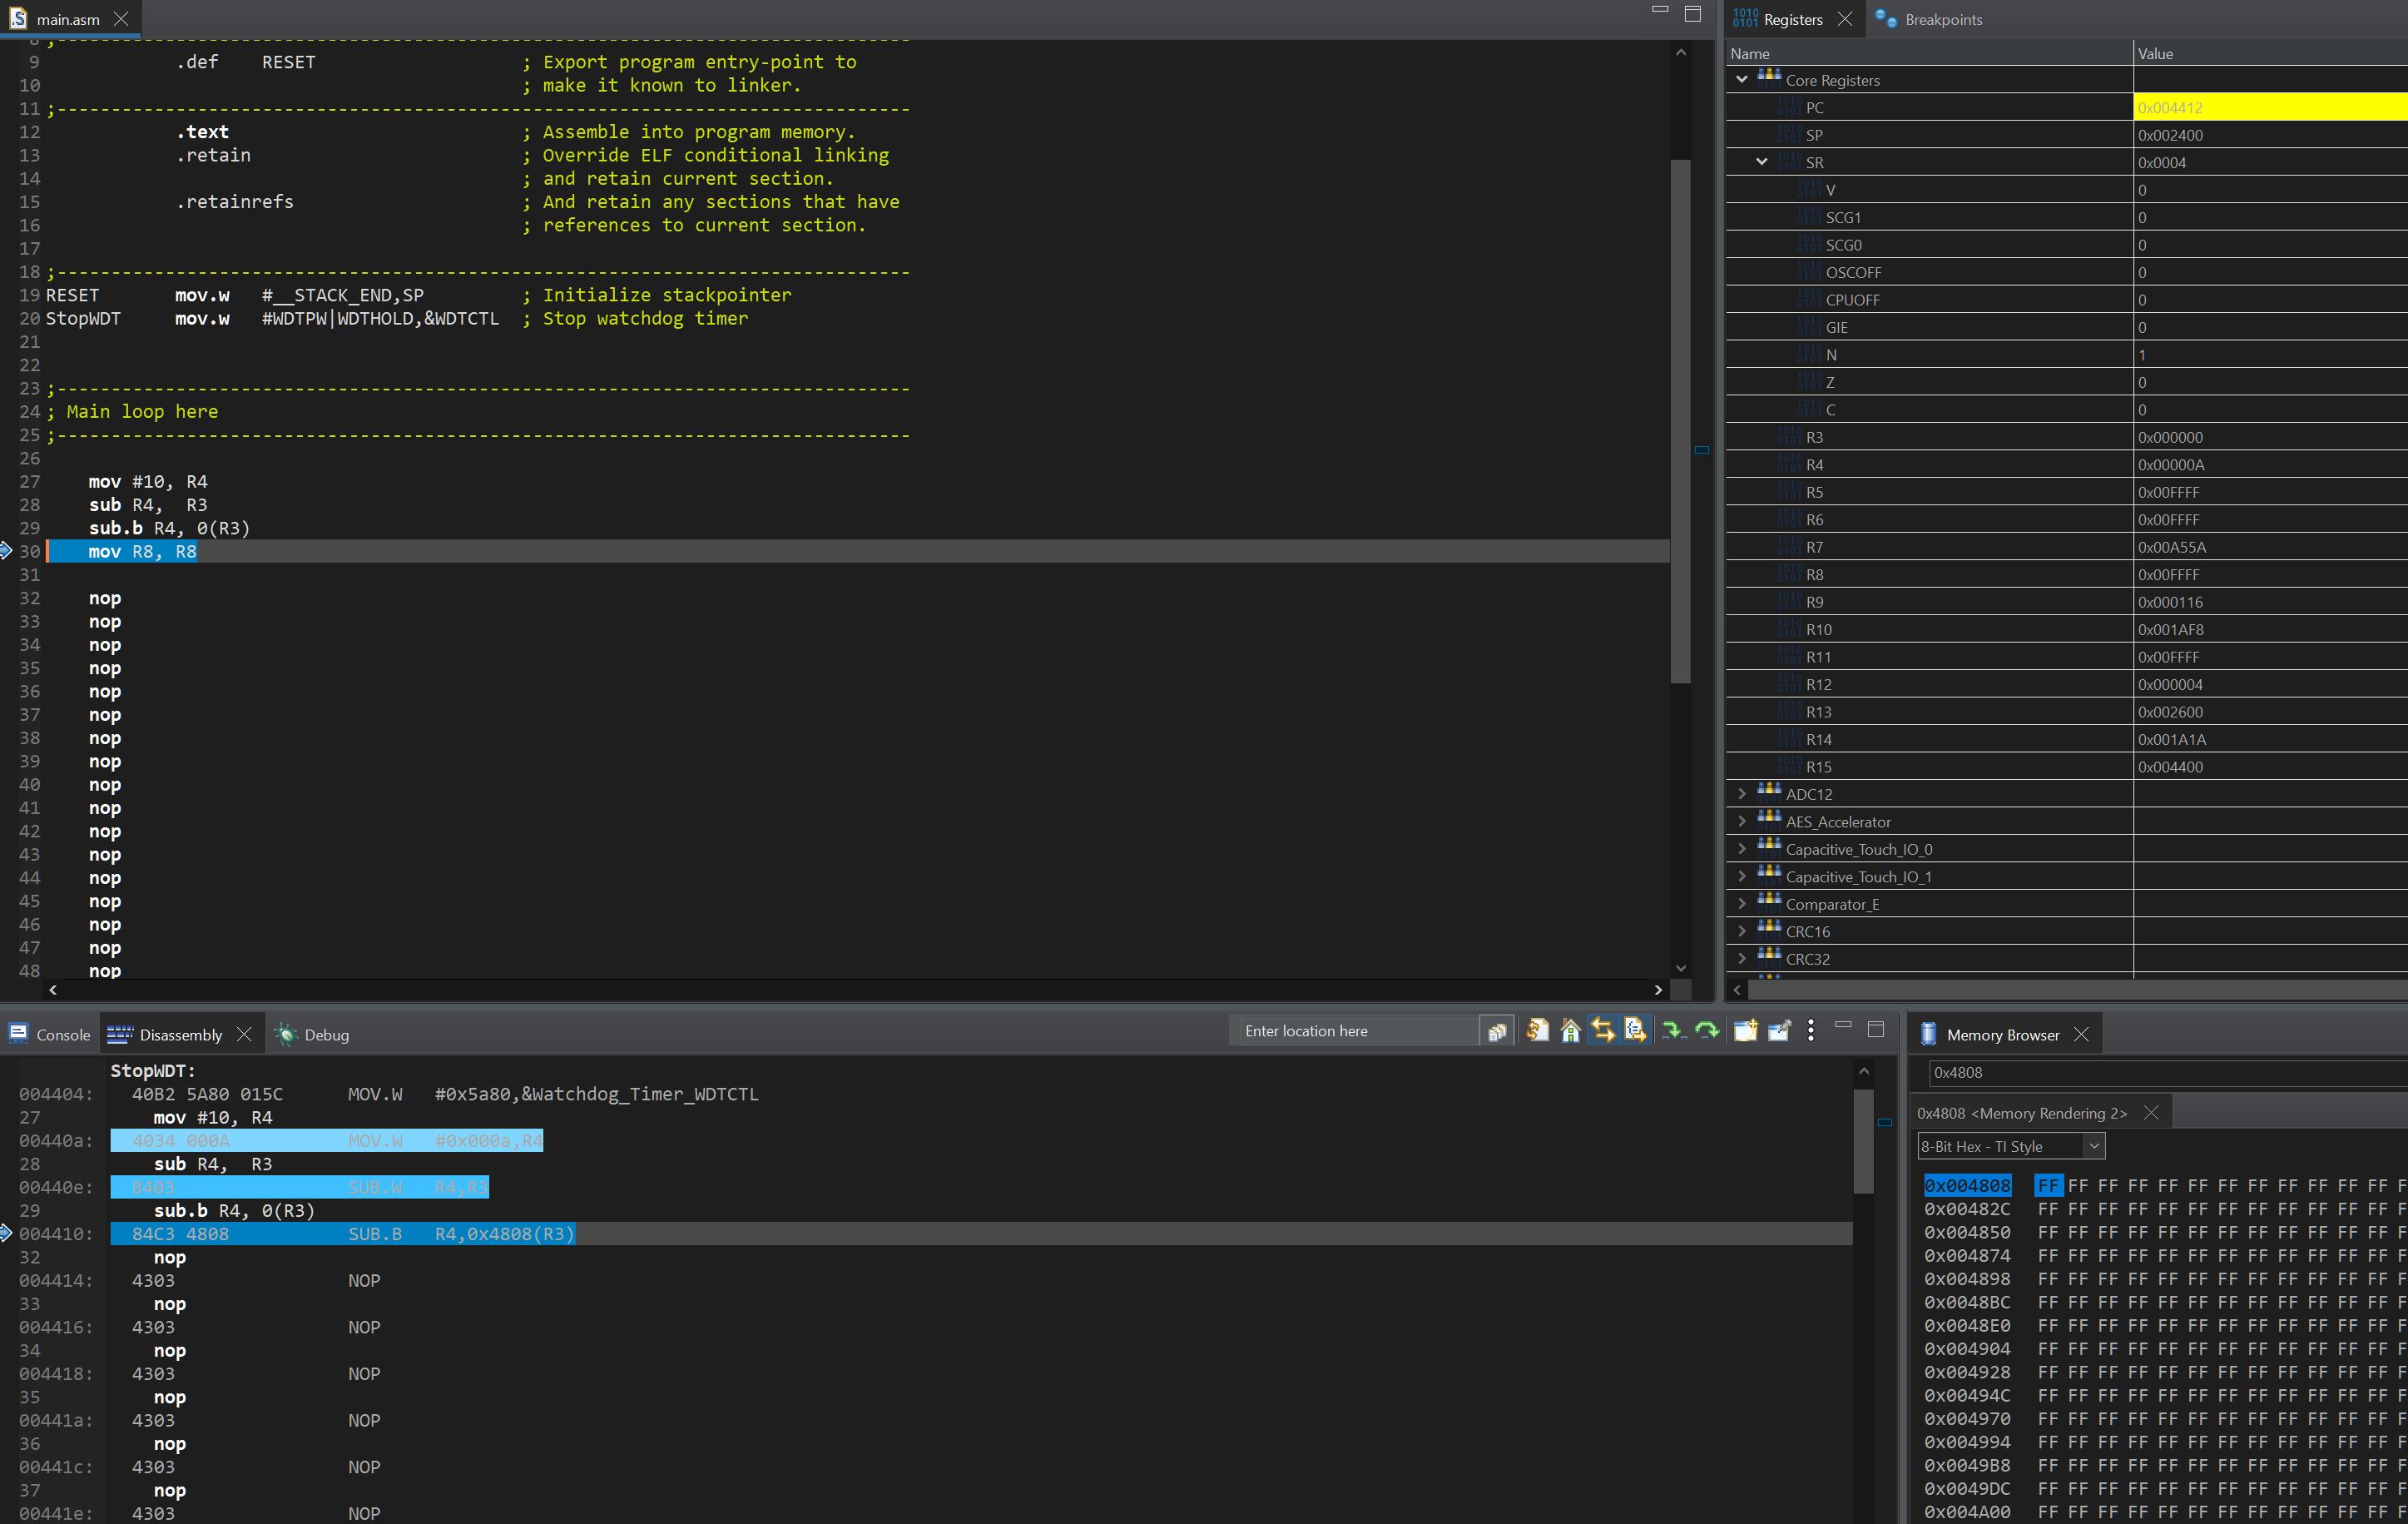 main.asm
8 ;-------------------------------------------------------------------------------
9             .def    RESET                   ; Export program entry-point to
10                                            ; make it known to linker.
11 ;-------------------------------------------------------------------------------
12            .text                           ; Assemble into program memory.
13            .retain                         ; Override ELF conditional linking
14                                            ; and retain current section.
15            .retainrefs                     ; And retain any sections that have
16                                            ; references to current section.
17
18 ;-------------------------------------------------------------------------------
19 RESET       mov.w   #__STACK_END,SP         ; Initialize stackpointer
20 StopWDT     mov.w   #WDTPW|WDTHOLD,&WDTCTL  ; Stop watchdog timer
21
22
23 ;-------------------------------------------------------------------------------
24 ; Main loop here
25 ;-------------------------------------------------------------------------------
26
27    mov #10, R4
28    sub R4,  R3
29    sub.b R4, 0(R3)
30    mov R8, R8
31
32    nop
33    nop
34    nop
35    nop
36    nop
37    nop
38    nop
39    nop
40    nop
41    nop
42    nop
43    nop
44    nop
45    nop
46    nop
47    nop
48    nop
Registers Breakpoints
Name Value
Core Registers
PC 0x004412
SP 0x002400
SR 0x0004
V 0
SCG1 0
SCG0 0
OSCOFF 0
CPUOFF 0
GIE 0
N 1
Z 0
C 0
R3 0x000000
R4 0x00000A
R5 0x00FFFF
R6 0x00FFFF
R7 0x00A55A
R8 0x00FFFF
R9 0x000116
R10 0x001AF8
R11 0x00FFFF
R12 0x000004
R13 0x002600
R14 0x001A1A
R15 0x004400
ADC12
AES_Accelerator
Capacitive_Touch_IO_0
Capacitive_Touch_IO_1
Comparator_E
CRC16
CRC32
Console Disassembly Debug
Enter location here
StopWDT:
004404: 40B2 5A80 015C MOV.W #0x5a80,&Watchdog_Timer_WDTCTL
27 mov #10, R4
00440a: 4034 000A MOV.W #0x000a,R4
28 sub R4,  R3
00440e: 8403 SUB.W R4,R3
29 sub.b R4, 0(R3)
004410: 84C3 4808 SUB.B R4,0x4808(R3)
32 nop
004414: 4303 NOP
33 nop
004416: 4303 NOP
34 nop
004418: 4303 NOP
35 nop
00441a: 4303 NOP
36 nop
00441c: 4303 NOP
37 nop
00441e: 4303 NOP
Memory Browser
0x4808
0x4808 <Memory Rendering 2>
8-Bit Hex - TI Style
0x004808 FF FF FF FF FF FF FF FF FF FF FF FF F
0x00482C FF FF FF FF FF FF FF FF FF FF FF FF F
0x004850 FF FF FF FF FF FF FF FF FF FF FF FF F
0x004874 FF FF FF FF FF FF FF FF FF FF FF FF F
0x004898 FF FF FF FF FF FF FF FF FF FF FF FF F
0x0048BC FF FF FF FF FF FF FF FF FF FF FF FF F
0x0048E0 FF FF FF FF FF FF FF FF FF FF FF FF F
0x004904 FF FF FF FF FF FF FF FF FF FF FF FF F
0x004928 FF FF FF FF FF FF FF FF FF FF FF FF F
0x00494C FF FF FF FF FF FF FF FF FF FF FF FF F
0x004970 FF FF FF FF FF FF FF FF FF FF FF FF F
0x004994 FF FF FF FF FF FF FF FF FF FF FF FF F
0x0049B8 FF FF FF FF FF FF FF FF FF FF FF FF F
0x0049DC FF FF FF FF FF FF FF FF FF FF FF FF F
0x004A00 FF FF FF FF FF FF FF FF FF FF FF FF F